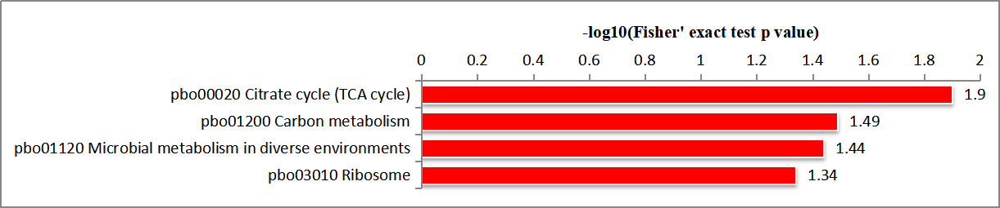 -log10(Fisher' exact test p value)
0 0.2 0.4 0.6 0.8 1 1.2 1.4 1.6 1.8 2
pbo00020 Citrate cycle (TCA cycle) 1.9
pbo01200 Carbon metabolism 1.49
pbo01120 Microbial metabolism in diverse environments 1.44
pbo03010 Ribosome 1.34